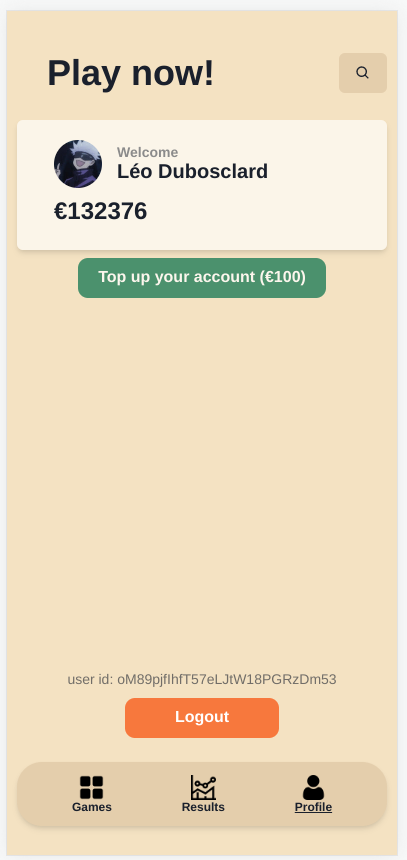 Play now!
Welcome
Léo Dubosclard
€132376
Top up your account (€100)
user id: oM89pjfIhfT57eLJtW18PGRzDm53
Logout
Games
Results
Profile